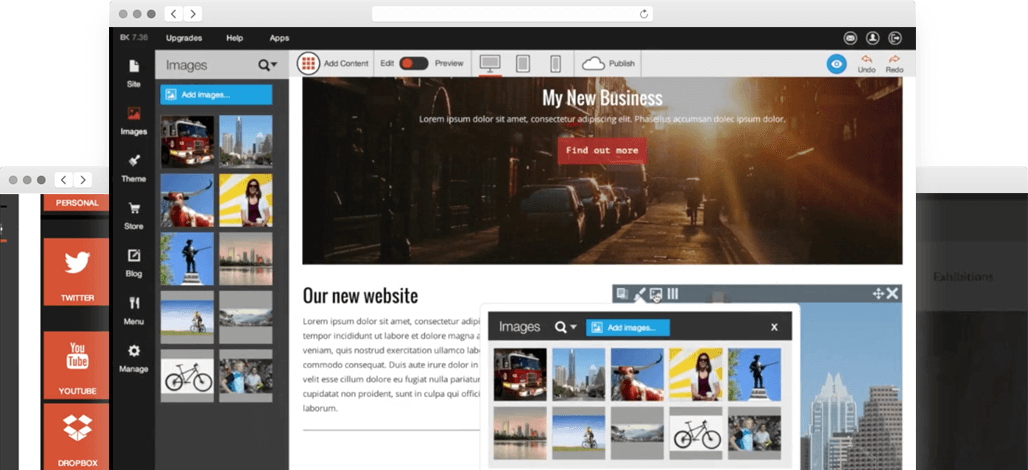 BK 7.36 Upgrades Help Apps
Images
Add Content Edit Preview Publish Undo Redo
Site
Images
Theme
Store
Blog
Menu
Manage
Add images...
My New Business
Lorem ipsum dolor sit amet, consectetur adipiscing elit. Phasellus accumsan dolec ipsum dolor.
Find out more
Our new website
Lorem ipsum dolor sit amet, consectetur
tempor incididunt ut labore et dolore magna a
veniam, quis nostrud exercitation ullamco lab
commodo consequat. Duis aute irure dolor in
velit esse cillum dolore eu fugiat nulla pariatur
cupidatat non proident, sunt in culpa qui offic
laborum.
Images Add images... X
PERSONAL
TWITTER
You
Tube
YOUTUBE
DROPBOX
Exhibitions